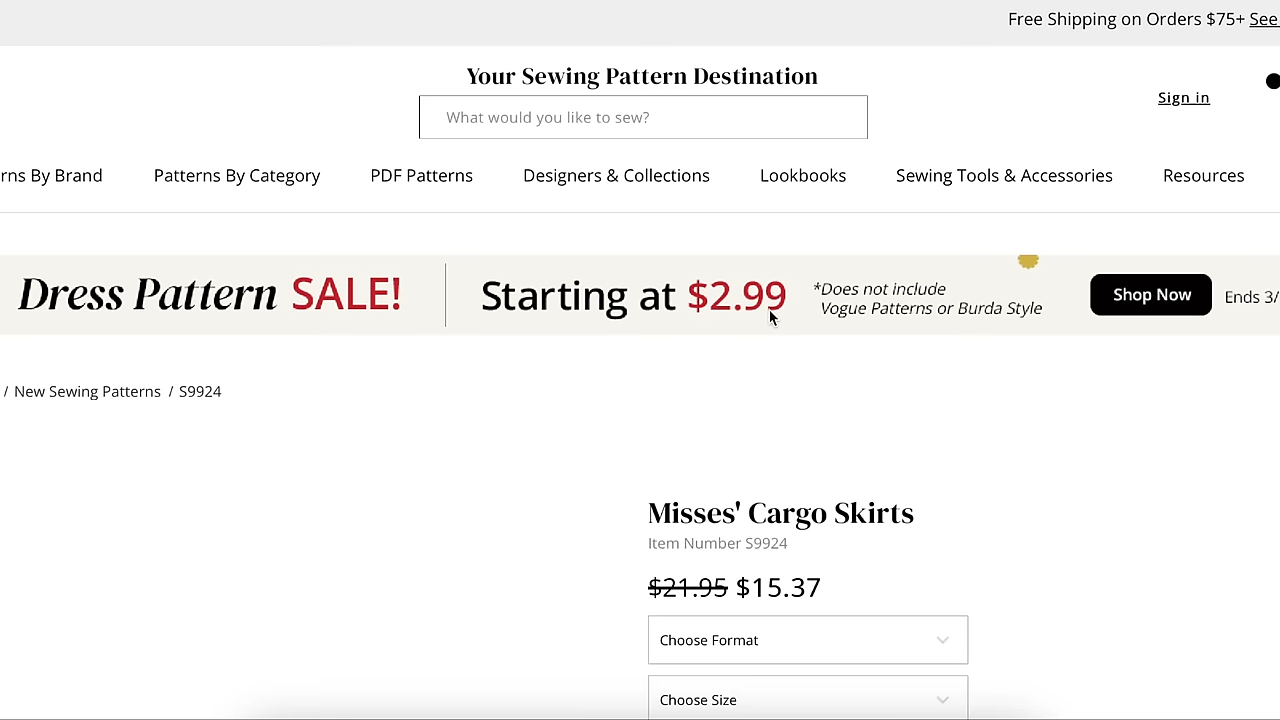 Free Shipping on Orders $75+ See
Your Sewing Pattern Destination
What would you like to sew?
Sign in
rns By Brand Patterns By Category PDF Patterns Designers & Collections Lookbooks Sewing Tools & Accessories Resources
Dress Pattern SALE! Starting at $2.99
*Does not include
Vogue Patterns or Burda Style
Shop Now
Ends 3/
/ New Sewing Patterns / S9924
Misses' Cargo Skirts
Item Number S9924
$21.95 $15.37
Choose Format
Choose Size